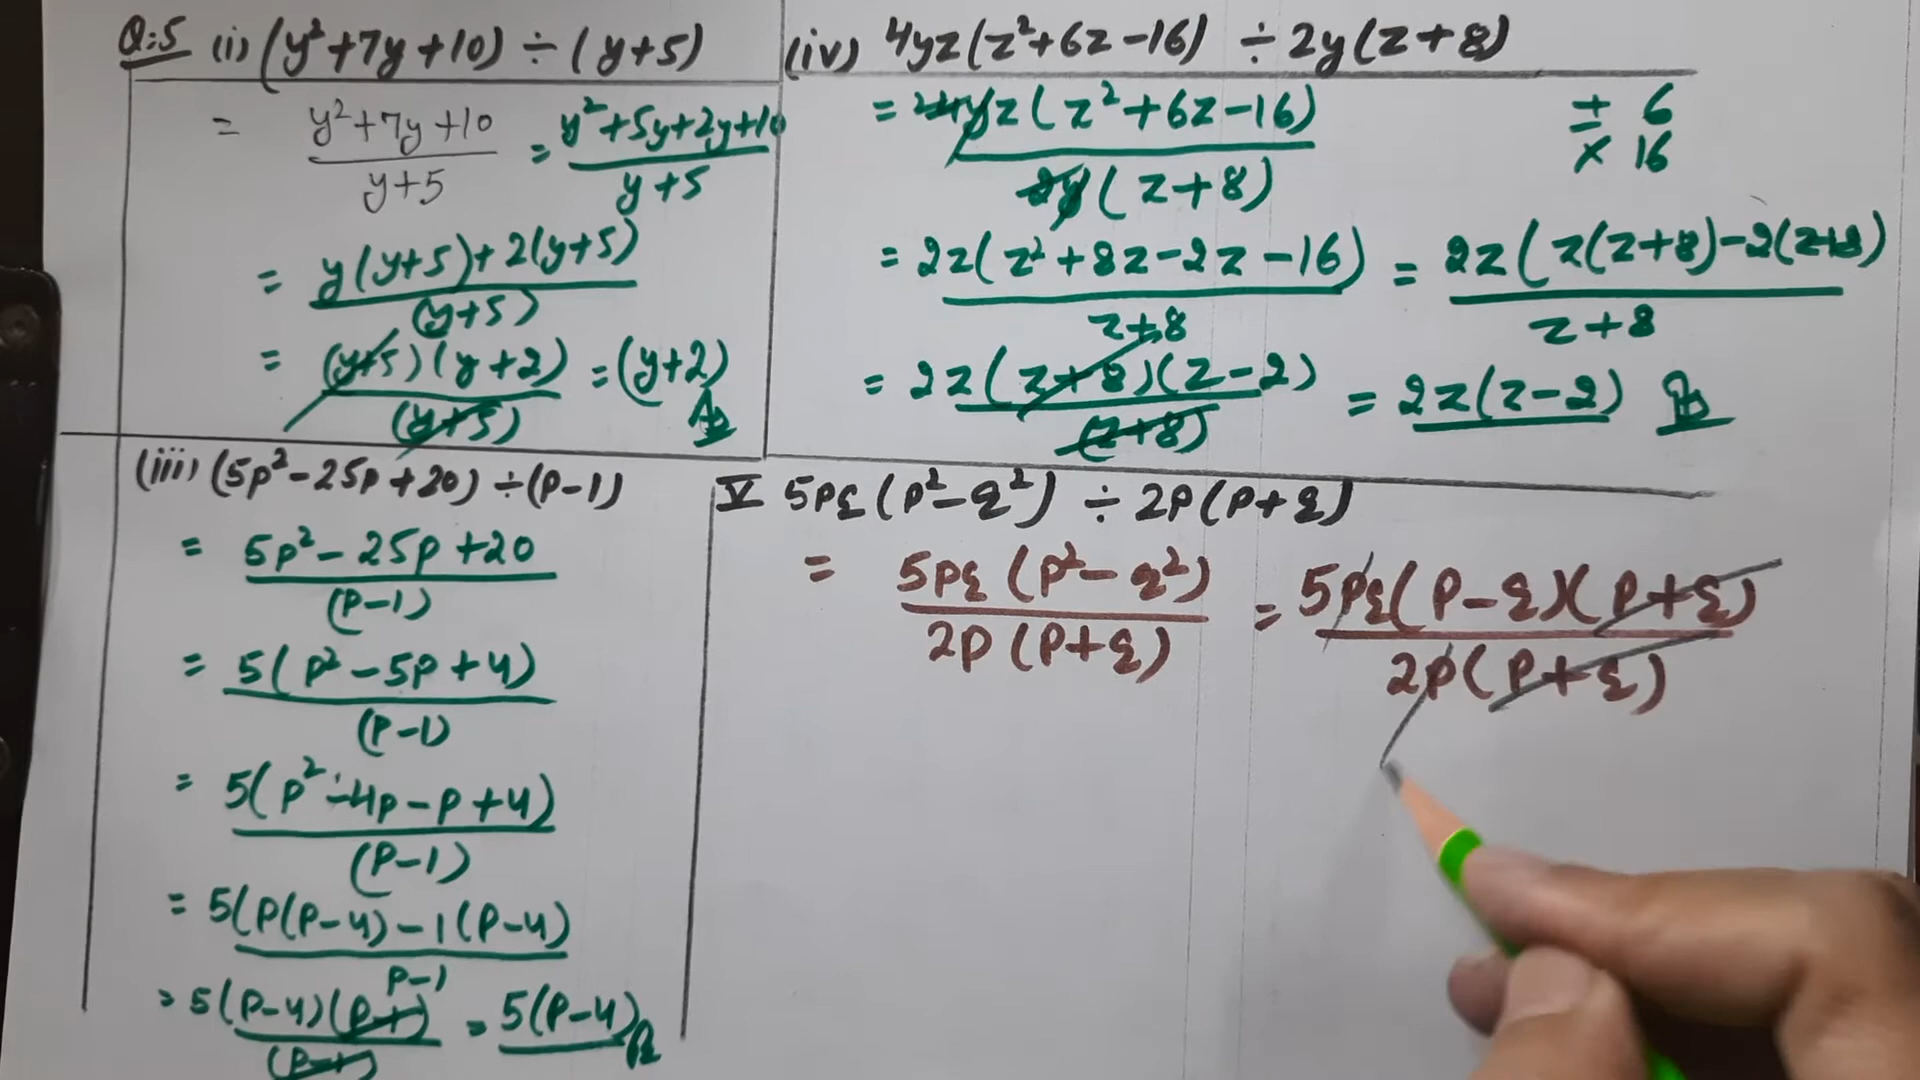 Q:5 (i) (y²+7y+10) ÷ (y+5)
= y²+7y+10 / y+5 = y²+5y+2y+10 / y+5
= y(y+5)+2(y+5) / (y+5)
= (y+5)(y+2) / (y+5) = (y+2)
(iv) 4yz(z²+6z-16) ÷ 2y(z+8)
= 4yz(z²+6z-16) / 2y(z+8)
± 6
× 16
= 2z(z²+8z-2z-16) / z+8 = 2z(z(z+8)-2(z+8) / z+8
= 2z(z+8)(z-2) / (z+8) = 2z(z-2)
(iii) (5p²-25p+20) ÷ (p-1)
= 5p²-25p+20 / (p-1)
= 5(p²-5p+4) / (p-1)
= 5(p²-4p-p+4) / (p-1)
= 5(p(p-4)-1(p-4) / p-1
= 5(p-4)(p-1) / (p-1) = 5(p-4)
V 5pq(p²-q²) ÷ 2p(p+q)
= 5pq(p²-q²) / 2p(p+q) = 5pq(p-q)(p+q) / 2p(p+q)